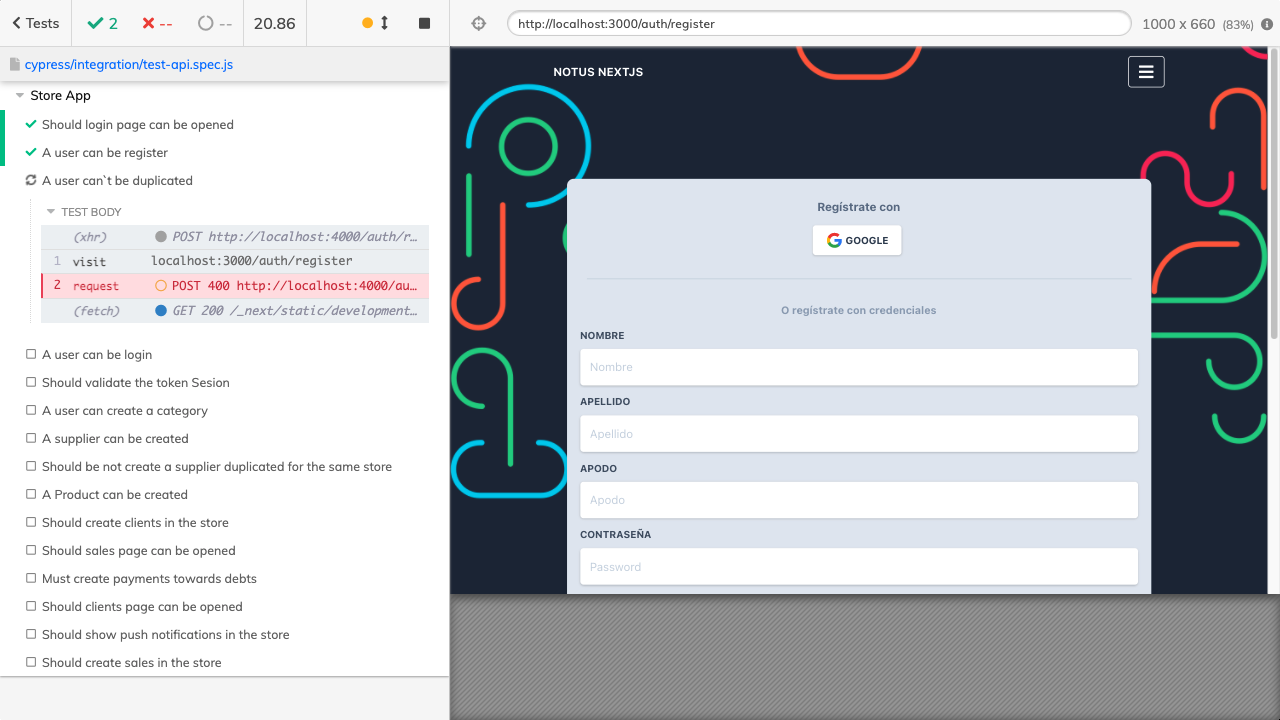 Tests
2
--
--
20.86
http://localhost:3000/auth/register
1000 x 660 (83%)
cypress/integration/test-api.spec.js
Store App
Should login page can be opened
A user can be register
A user can`t be duplicated
TEST BODY
(xhr) POST http://localhost:4000/auth/r...
1 visit localhost:3000/auth/register
2 request POST 400 http://localhost:4000/au...
(fetch) GET 200 /_next/static/development...
A user can be login
Should validate the token Sesion
A user can create a category
A supplier can be created
Should be not create a supplier duplicated for the same store
A Product can be created
Should create clients in the store
Should sales page can be opened
Must create payments towards debts
Should clients page can be opened
Should show push notifications in the store
Should create sales in the store
NOTUS NEXTJS
Regístrate con
GOOGLE
O regístrate con credenciales
NOMBRE
Nombre
APELLIDO
Apellido
APODO
Apodo
CONTRASEÑA
Password